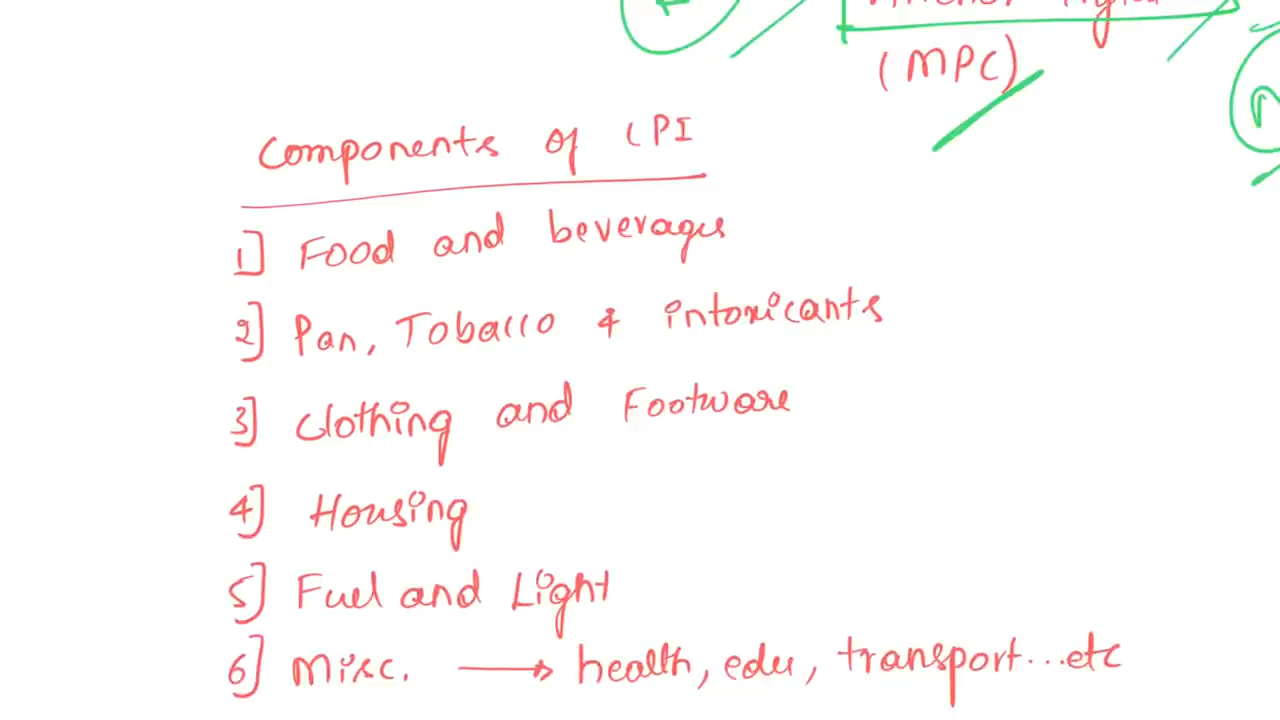 (MPC)
Components of CPI
1] Food and beverages
2] Pan, Tobacco & intoxicants
3] Clothing and Footware
4] Housing
5] Fuel and Light
6] Misc. → health, edu, transport...etc